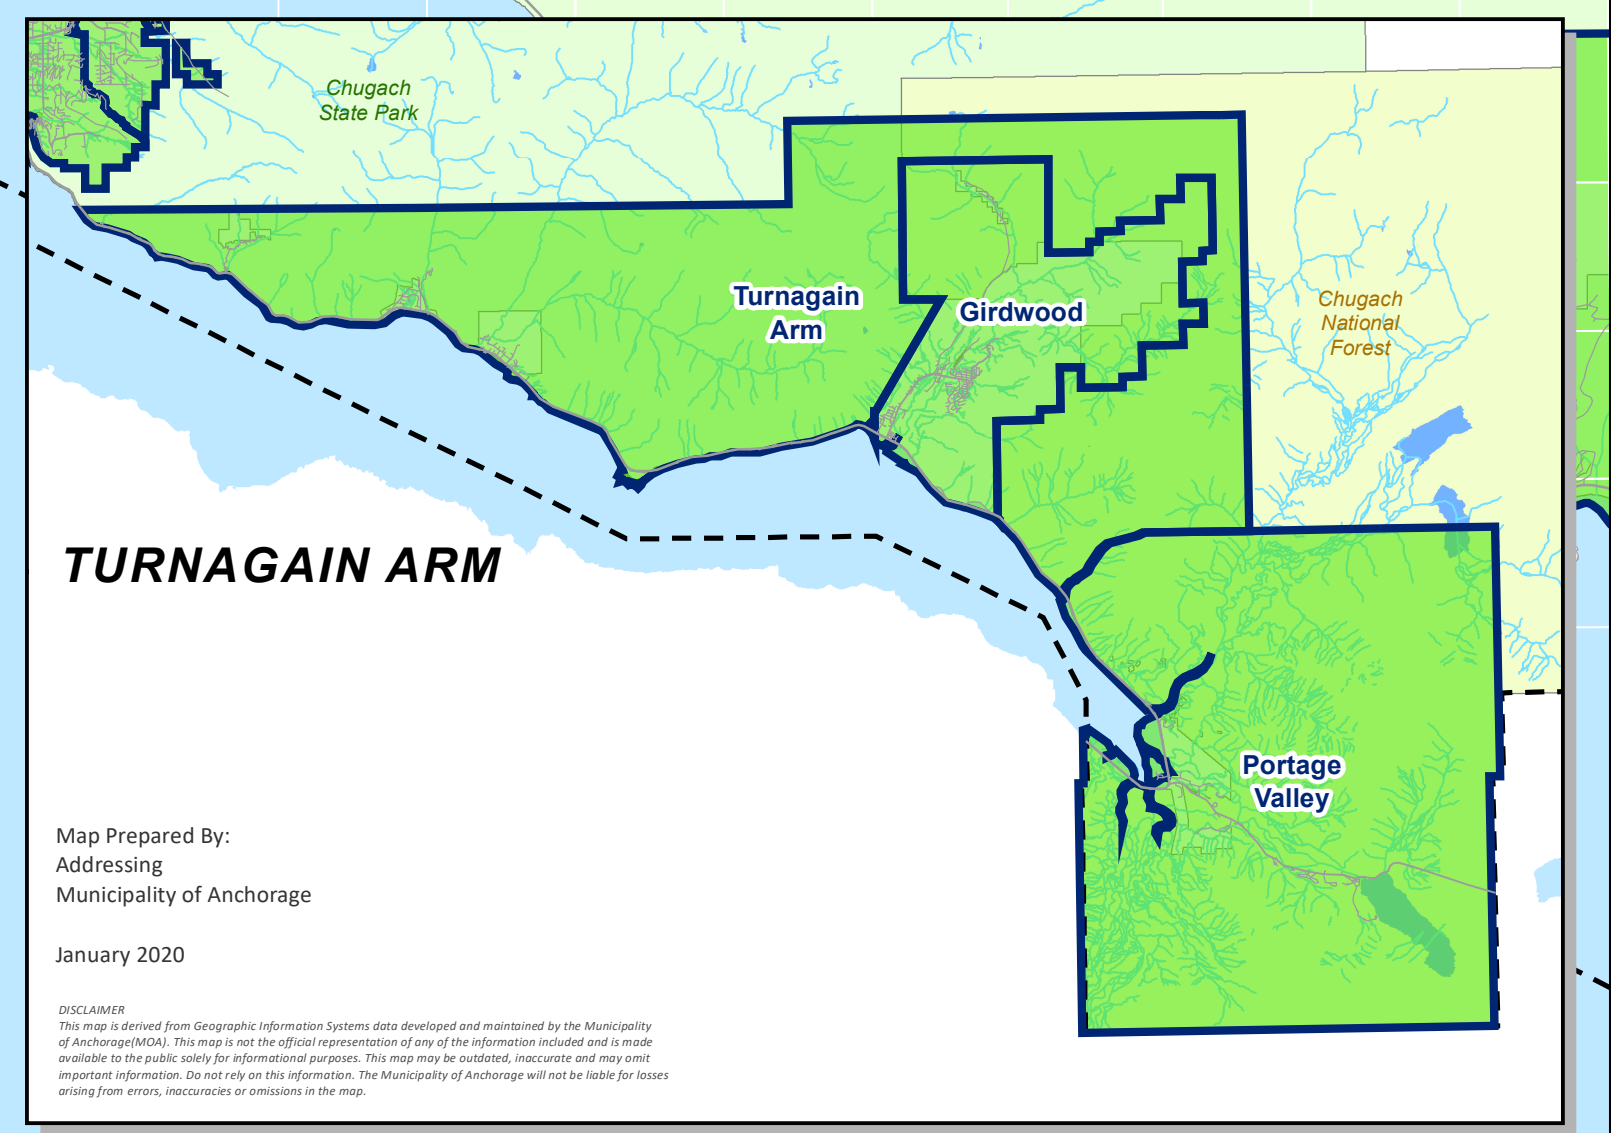 Chugach
State Park
Turnagain
Arm
Girdwood
Chugach
National
Forest
TURNAGAIN ARM
Portage
Valley
Map Prepared By:
Addressing
Municipality of Anchorage
January 2020
DISCLAIMER
This map is derived from Geographic Information Systems data developed and maintained by the Municipality
of Anchorage(MOA). This map is not the official representation of any of the information included and is made
available to the public solely for informational purposes. This map may be outdated, inaccurate and may omit
important information. Do not rely on this information. The Municipality of Anchorage will not be liable for losses
arising from errors, inaccuracies or omissions in the map.